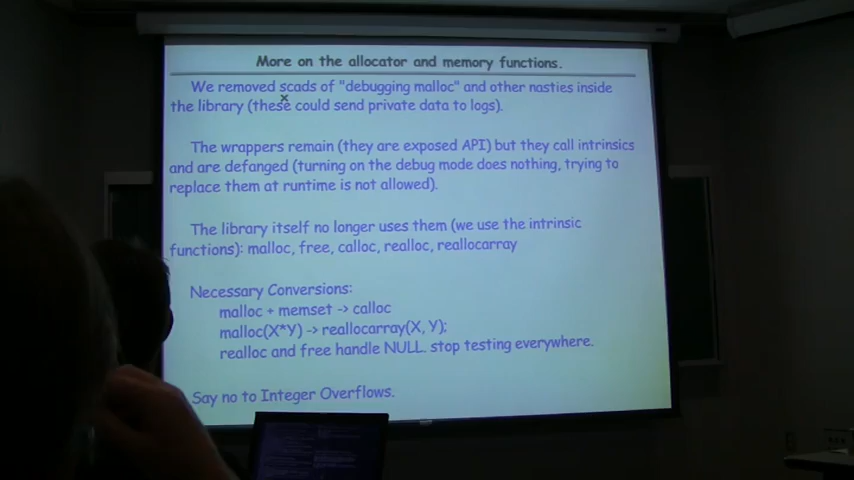 More on the allocator and memory functions.
We removed scads of "debugging malloc" and other nasties inside
the library (these could send private data to logs).
The wrappers remain (they are exposed API) but they call intrinsics
and are defanged (turning on the debug mode does nothing, trying to
replace them at runtime is not allowed).
The library itself no longer uses them (we use the intrinsic
functions): malloc, free, calloc, realloc, reallocarray
Necessary Conversions:
malloc + memset -> calloc
malloc(X*Y) -> reallocarray(X, Y);
realloc and free handle NULL. stop testing everywhere.
Say no to Integer Overflows.